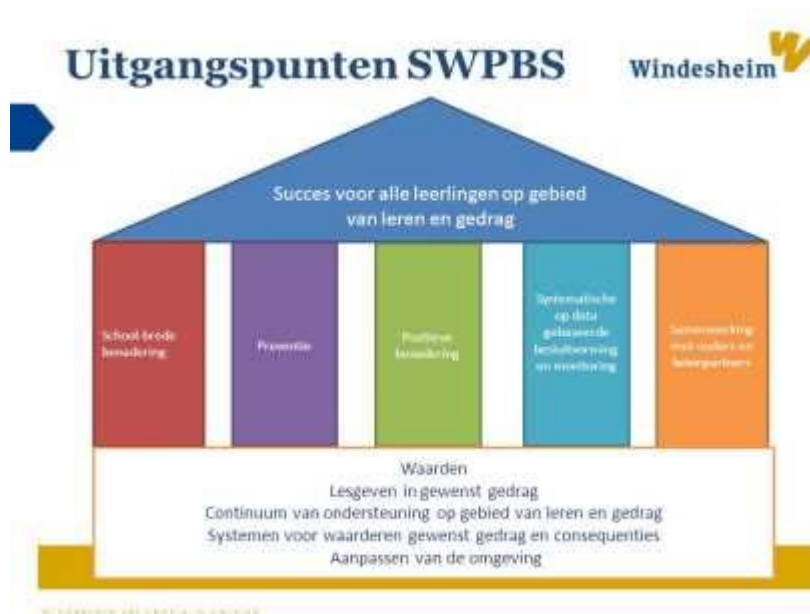 Uitgangspunten SWPBS
Windesheim
Succes voor alle leerlingen op gebied
van leren en gedrag
School-brede
benadering
Preventie
Positieve
benadering
Systematische
op data
gebaseerde
besluitvorming
en monitoring
Samenwerking
met ouders en
ketenpartners
Waarden
Lesgeven in gewenst gedrag
Continuum van ondersteuning op gebied van leren en gedrag
Systemen voor waarderen gewenst gedrag en consequenties
Aanpassen van de omgeving